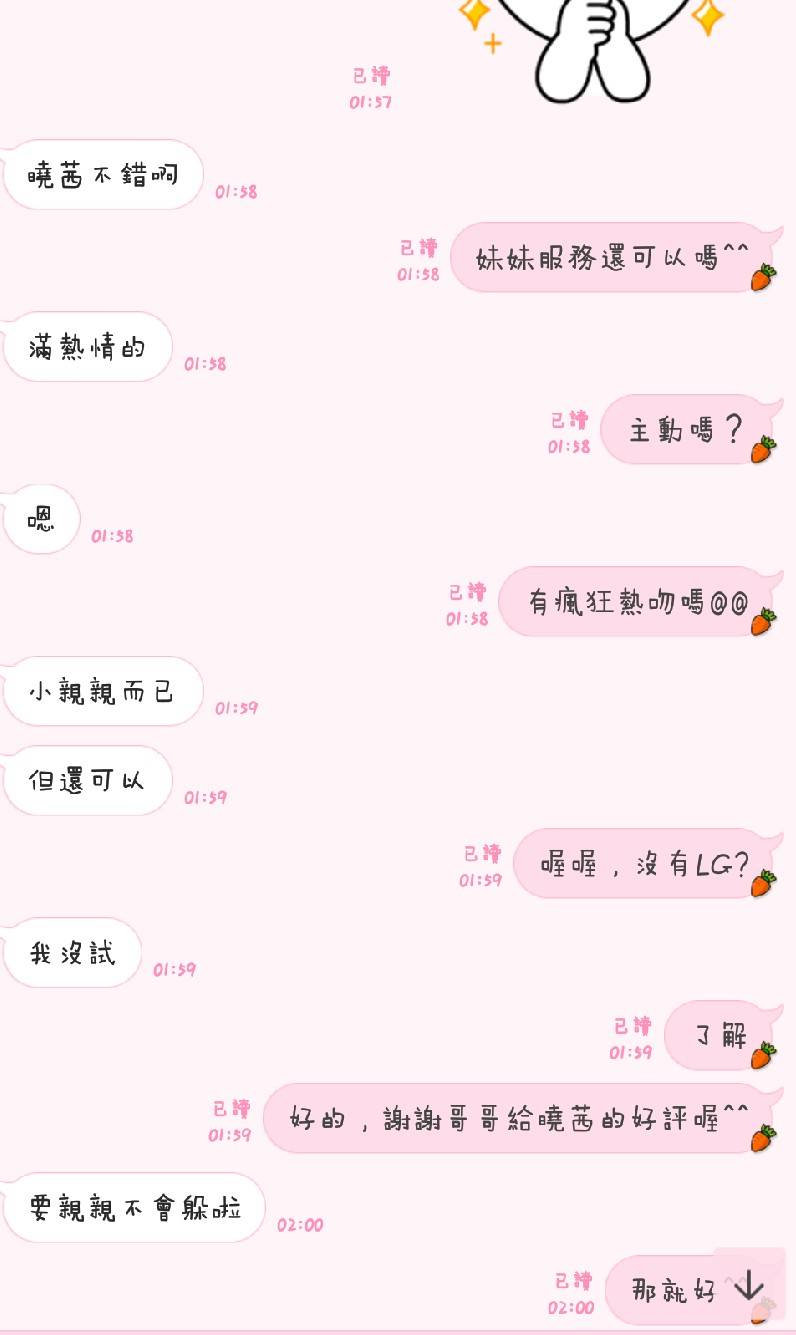 已讀
01:57
曉茜不錯啊
01:58
已讀
01:58
妹妹服務還可以嗎^^
滿熱情的
01:58
已讀
01:58
主動嗎？
嗯
01:58
已讀
01:58
有瘋狂熱吻嗎@@
小親親而已
01:59
但還可以
01:59
已讀
01:59
喔喔，沒有LG?
我沒試
01:59
已讀
01:59
了解
已讀
01:59
好的，謝謝哥哥給曉茜的好評喔^^
要親親不會躲啦
02:00
已讀
02:00
那就好^^